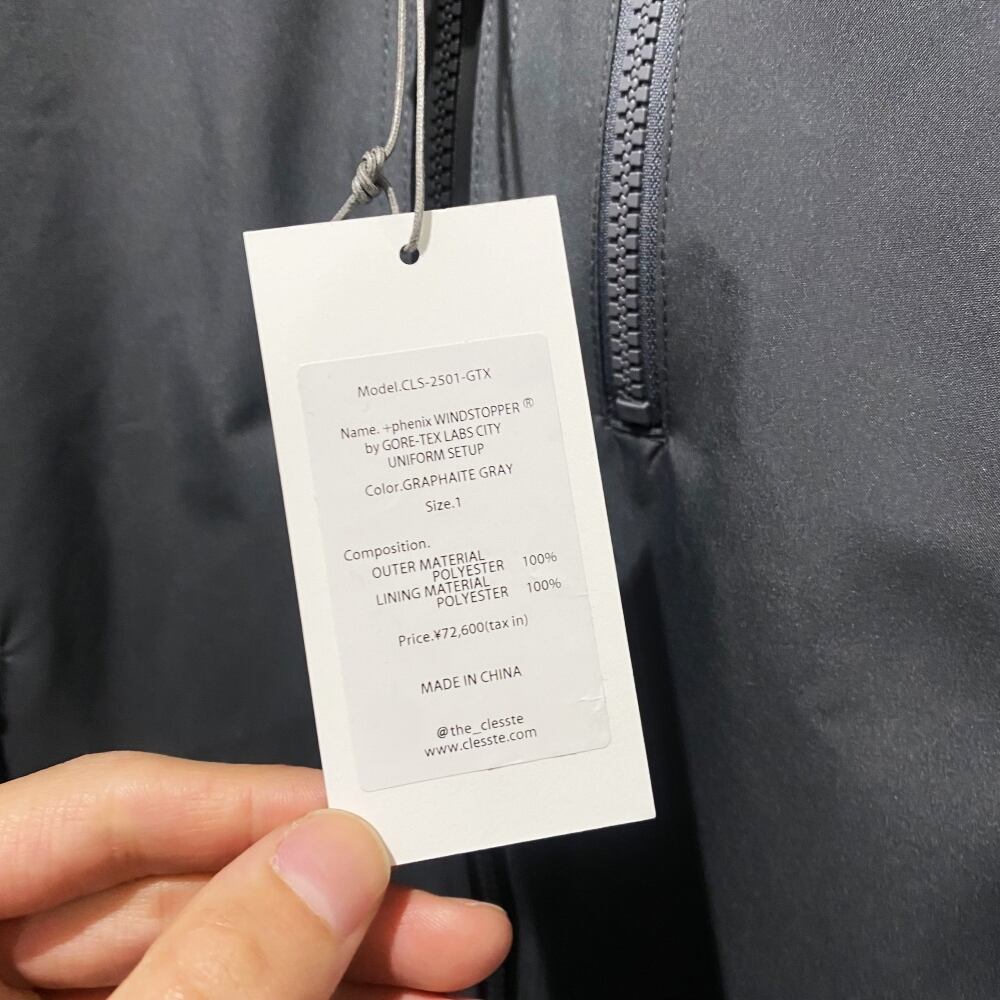 Model.CLS-2501-GTX
Name. +phenix WINDSTOPPER ®
by GORE-TEX LABS CITY
UNIFORM SETUP
Color.GRAPHAITE GRAY
Size.1
Composition.
OUTER MATERIAL
POLYESTER 100%
LINING MATERIAL
POLYESTER 100%
Price.¥72,600(tax in)
MADE IN CHINA
@the_clesste
www.clesste.com